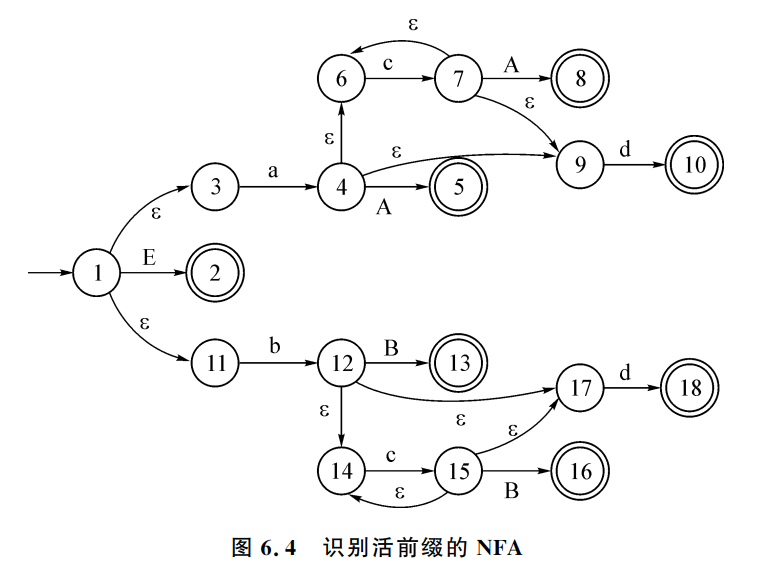 ε
6 c 7 A 8
ε ε
ε
3 a 4 5 9 d 10
ε A
1 E 2
ε
11 b 12 B 13
17 d 18
ε ε ε
14 c 15 16
ε B
图 6.4 识别活前缀的 NFA